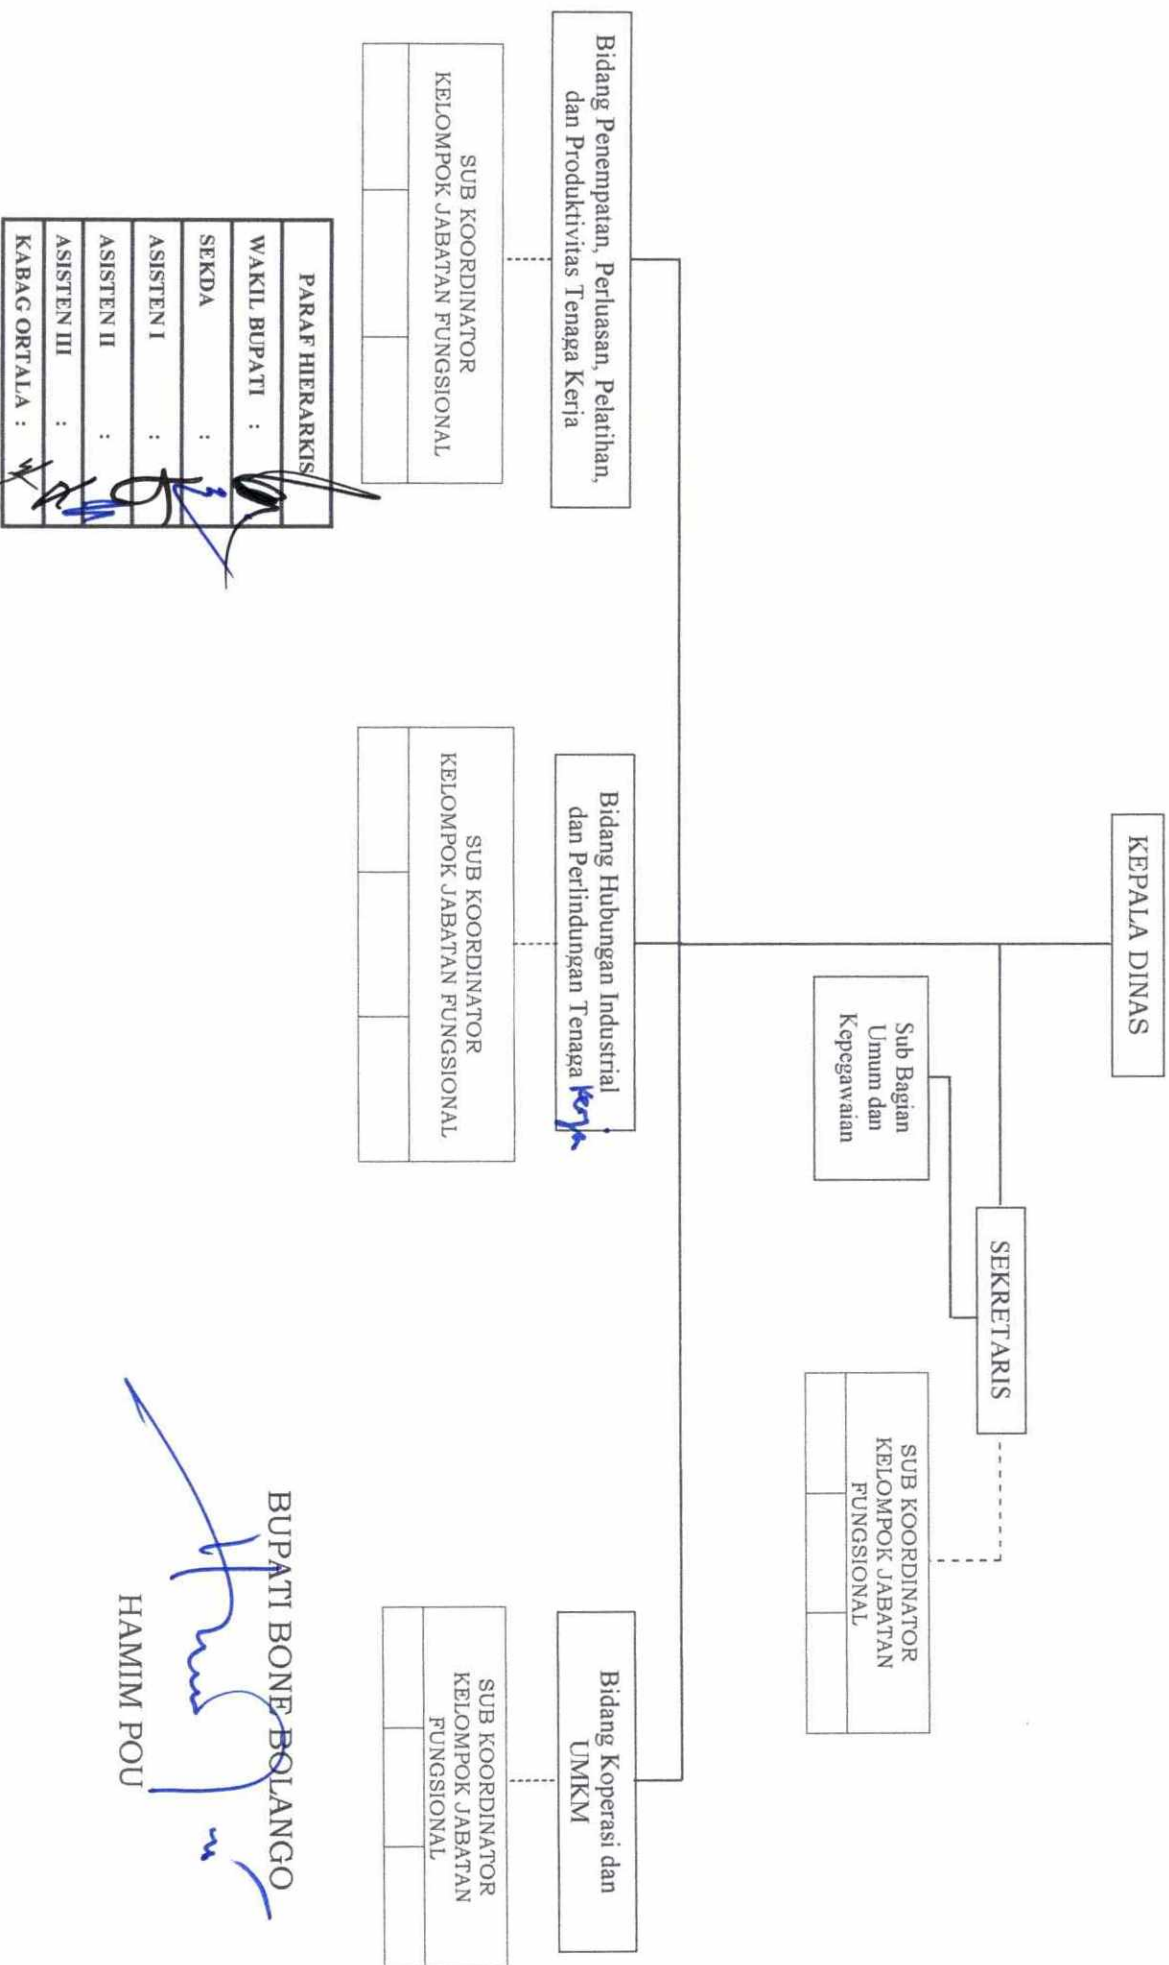 KEPALA DINAS
SEKRETARIS
Sub Bagian
Umum dan
Kepegawaian
SUB KOORDINATOR
KELOMPOK JABATAN
FUNGSIONAL
Bidang Penempatan, Perluasan, Pelatihan,
dan Produktivitas Tenaga Kerja
Bidang Hubungan Industrial
dan Perlindungan Tenaga Kerja
Bidang Koperasi dan
UMKM
SUB KOORDINATOR
KELOMPOK JABATAN FUNGSIONAL
SUB KOORDINATOR
KELOMPOK JABATAN FUNGSIONAL
SUB KOORDINATOR
KELOMPOK JABATAN
FUNGSIONAL
PARAF HIERARKIS
WAKIL BUPATI :
SEKDA :
ASISTEN I :
ASISTEN II :
ASISTEN III :
KABAG ORTALA :
BUPATI BONE BOLANGO
HAMIM POU